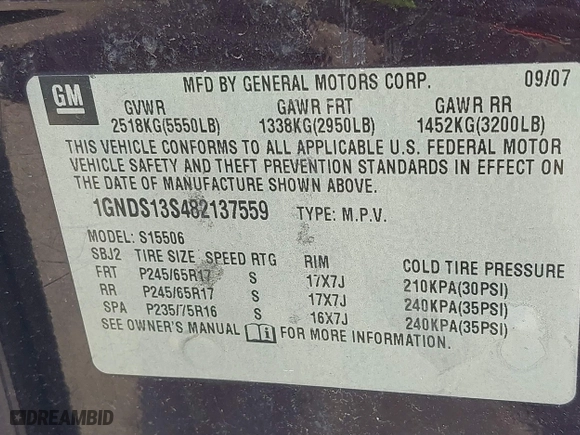 GM
MFD BY GENERAL MOTORS CORP. 09/07
GVWR GAWR FRT GAWR RR
2518KG(5550LB) 1338KG(2950LB) 1452KG(3200LB)
THIS VEHICLE CONFORMS TO ALL APPLICABLE U.S. FEDERAL MOTOR
VEHICLE SAFETY AND THEFT PREVENTION STANDARDS IN EFFECT ON
THE DATE OF MANUFACTURE SHOWN ABOVE.
1GNDS13S482137559 TYPE: M.P.V.
MODEL: S15506
SBJ2 TIRE SIZE SPEED RTG RIM COLD TIRE PRESSURE
FRT P245/65R17 S 17X7J 210KPA(30PSI)
RR P245/65R17 S 17X7J 240KPA(35PSI)
SPA P235/75R16 S 16X7J 240KPA(35PSI)
SEE OWNER'S MANUAL FOR MORE INFORMATION.
DREAMBID